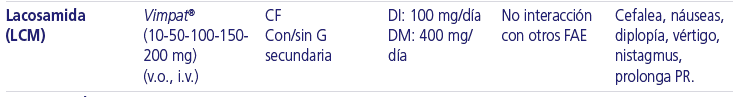 Lacosamida
(LCM)
Vimpat®
(10-50-100-150-
200 mg)
(v.o., i.v.)
CF
Con/sin G
secundaria
DI: 100 mg/día
DM: 400 mg/
día
No interacción
con otros FAE
Cefalea, náuseas,
diplopía, vértigo,
nistagmus,
prolonga PR.